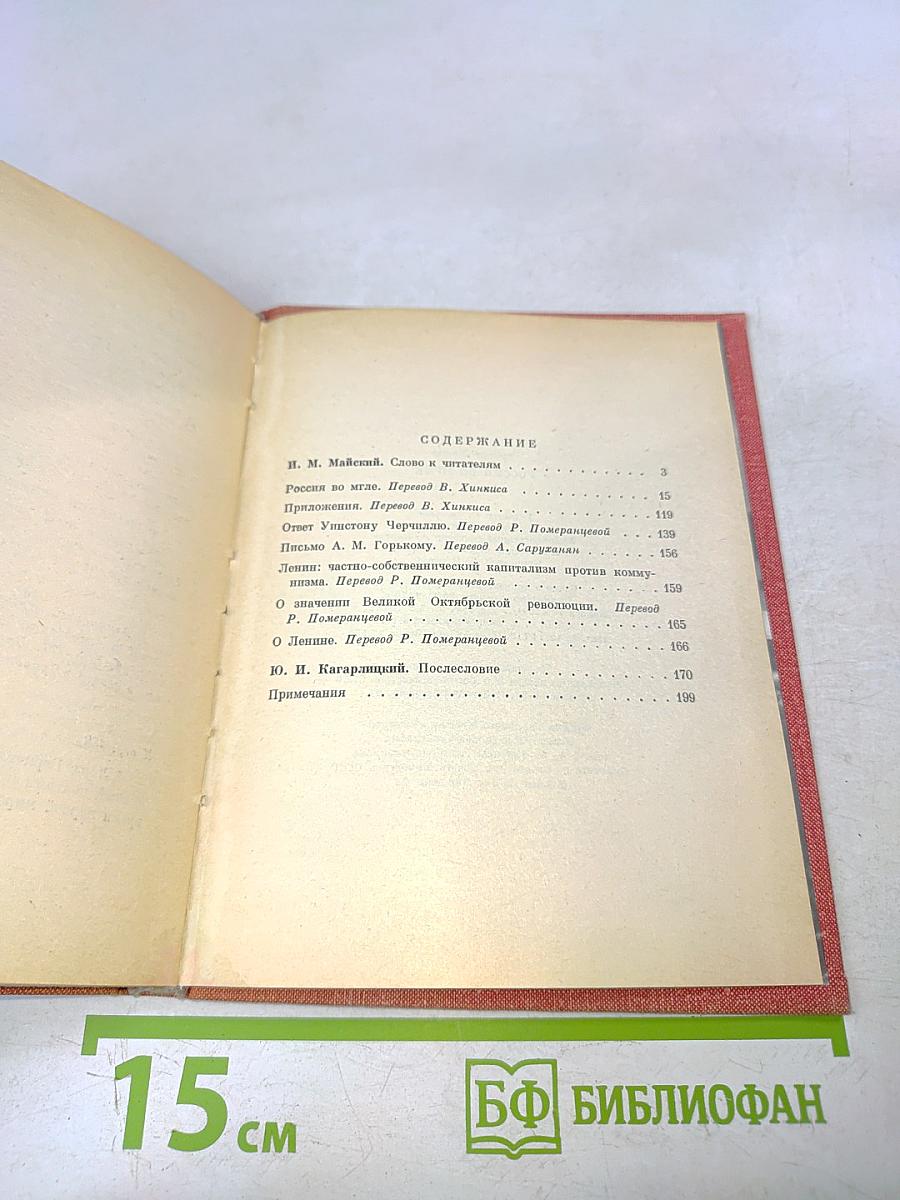 СОДЕРЖАНИЕ
И. М. Майский. Слово к читателям . . . . . . . . . . . . 3
Россия во мгле. Перевод В. Хинкиса . . . . . . . . . . . . 15
Приложения. Перевод В. Хинкиса . . . . . . . . . . . . . . 119
Ответ Уинстону Черчиллю. Перевод Р. Померанцевой . . . 139
Письмо А. М. Горькому. Перевод А. Саруханян . . . . . . 156
Ленин: частно-собственнический капитализм против комму-
низма. Перевод Р. Померанцевой . . . . . . . . . . . . . 159
О значении Великой Октябрьской революции. Перевод
Р. Померанцевой . . . . . . . . . . . . . . . . . . . . . 165
О Ленине. Перевод Р. Померанцевой . . . . . . . . . . . . 166
Ю. И. Кагарлицкий. Послесловие . . . . . . . . . . . . 170
Примечания . . . . . . . . . . . . . . . . . . . . . . . 199
15 см
БФ БИБЛИОФАН